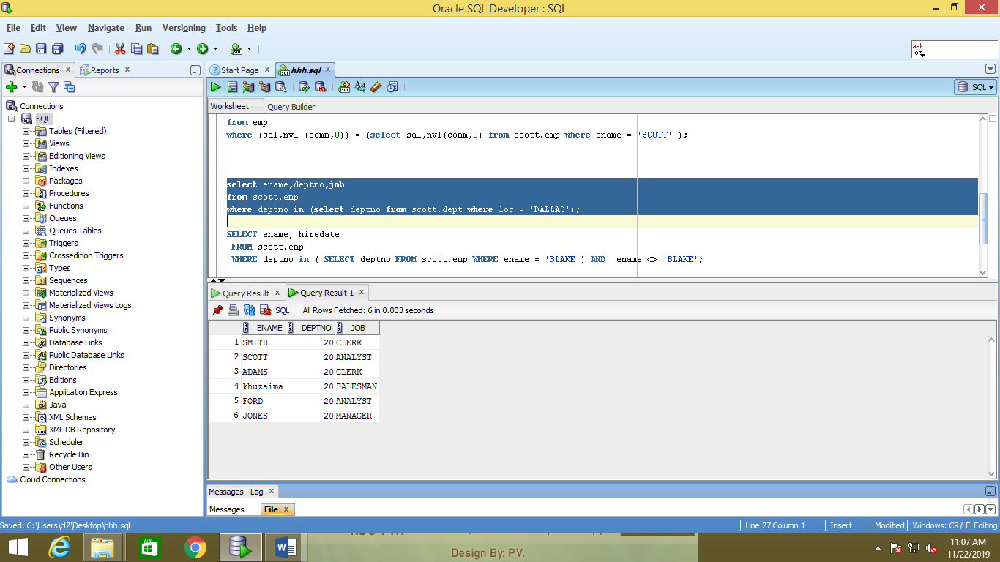 Oracle SQL Developer : SQL
File Edit View Navigate Run Versioning Tools Help
ask
Tom
Connections x Reports x
Start Page x hhh.sql x
SQL
Worksheet Query Builder
Connections
SQL
Tables (Filtered)
Views
Editioning Views
Indexes
Packages
Procedures
Functions
Queues
Queues Tables
Triggers
Crossedition Triggers
Types
Sequences
Materialized Views
Materialized Views Logs
Synonyms
Public Synonyms
Database Links
Public Database Links
Directories
Editions
Application Express
Java
XML Schemas
XML DB Repository
Scheduler
Recycle Bin
Other Users
Cloud Connections
from emp
where (sal,nvl (comm,0)) = (select sal,nvl(comm,0) from scott.emp where ename = 'SCOTT' );
select ename,deptno,job
from scott.emp
where deptno in (select deptno from scott.dept where loc = 'DALLAS');
SELECT ename, hiredate
FROM scott.emp
WHERE deptno in ( SELECT deptno FROM scott.emp WHERE ename = 'BLAKE') AND ename <> 'BLAKE';
Query Result x Query Result 1 x
SQL | All Rows Fetched: 6 in 0.003 seconds
ENAME DEPTNO JOB
1 SMITH 20 CLERK
2 SCOTT 20 ANALYST
3 ADAMS 20 CLERK
4 khuzaima 20 SALESMAN
5 FORD 20 ANALYST
6 JONES 20 MANAGER
Messages - Log x
Messages File x
Saved: C:\Users\cl2\Desktop\hhh.sql
Line 27 Column 1 | Insert | Modified | Windows: CR/LF Editing
Design By: PV.
11:07 AM
11/22/2019